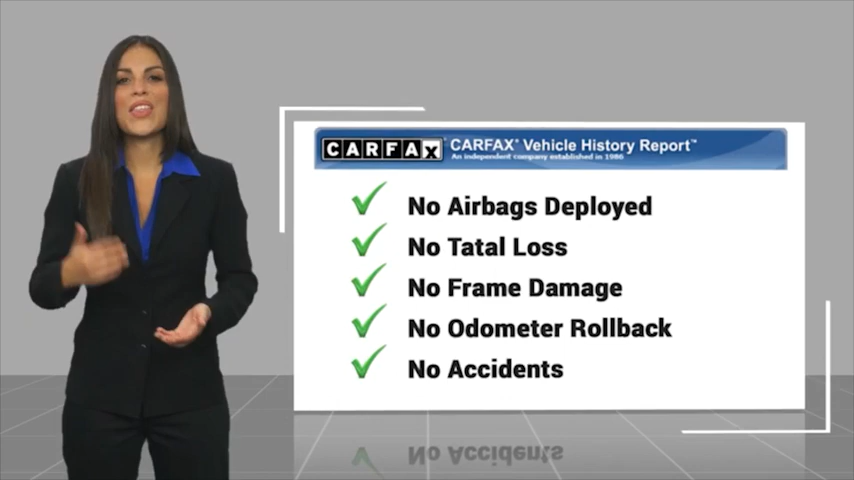 CARFAX CARFAX® Vehicle History Report™
An independent company established in 1986
No Airbags Deployed
No Tatal Loss
No Frame Damage
No Odometer Rollback
No Accidents
No Accidents